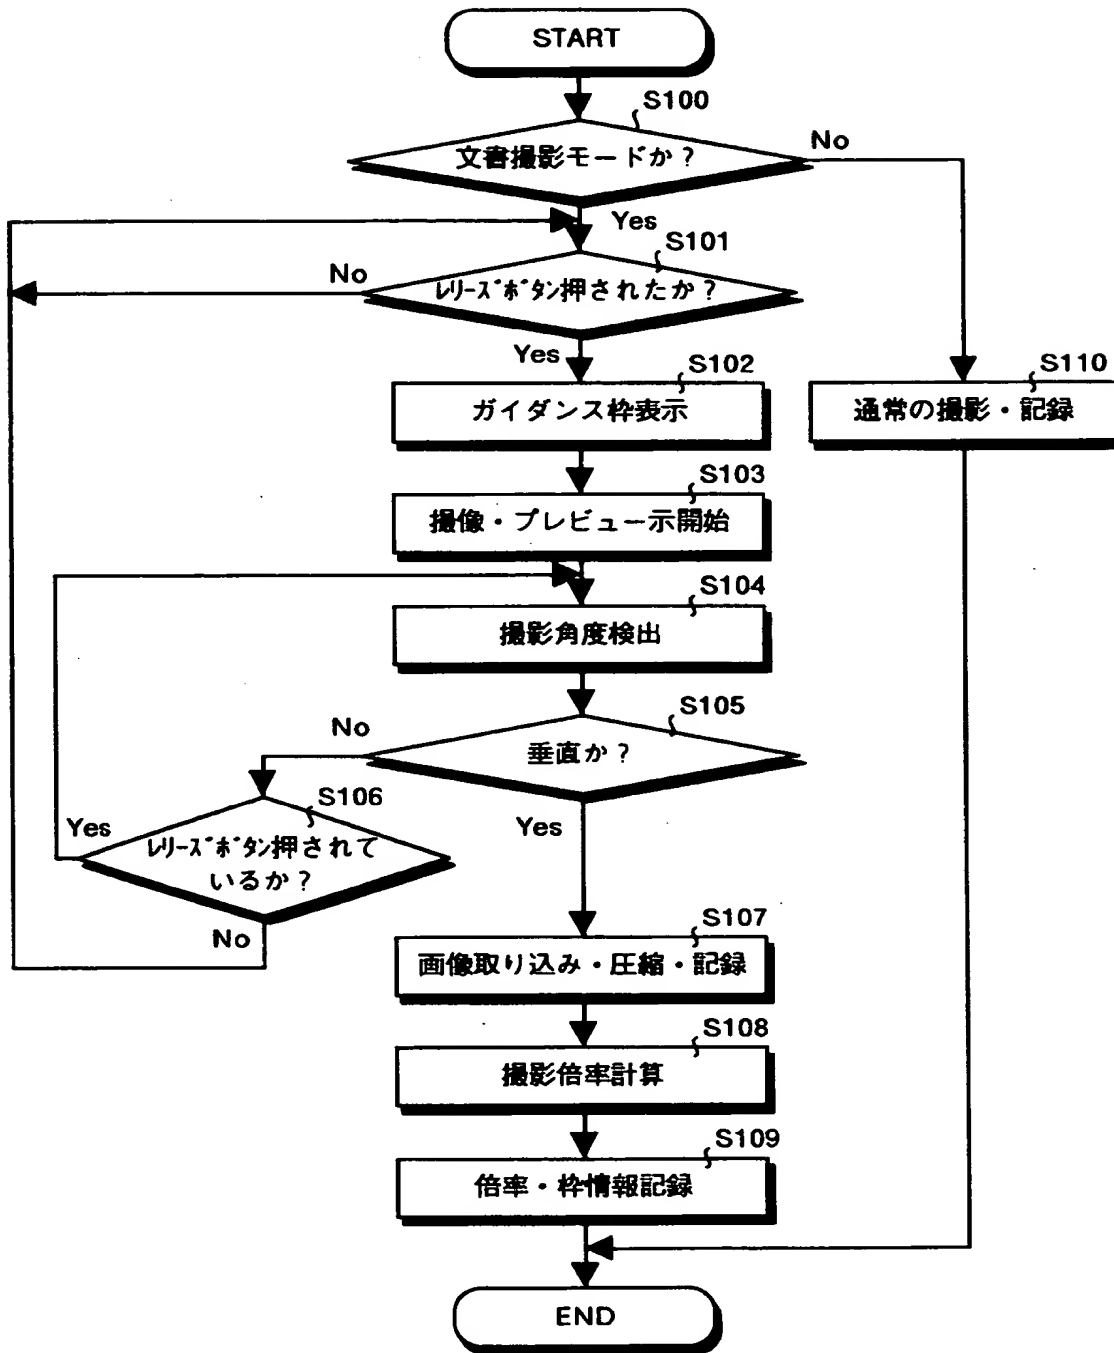 START
S100
文書撮影モードか?
No
Yes
S101
No
ﾚﾘｰｽﾞﾎﾞﾀﾝ押されたか?
Yes
S102
ガイダンス枠表示
S110
通常の撮影・記録
S103
撮像・プレビュー示開始
S104
撮影角度検出
S105
No
垂直か?
Yes
S106
Yes
ﾚﾘｰｽﾞﾎﾞﾀﾝ押されて
いるか?
No
S107
画像取り込み・圧縮・記録
S108
撮影倍率計算
S109
倍率・枠情報記録
END